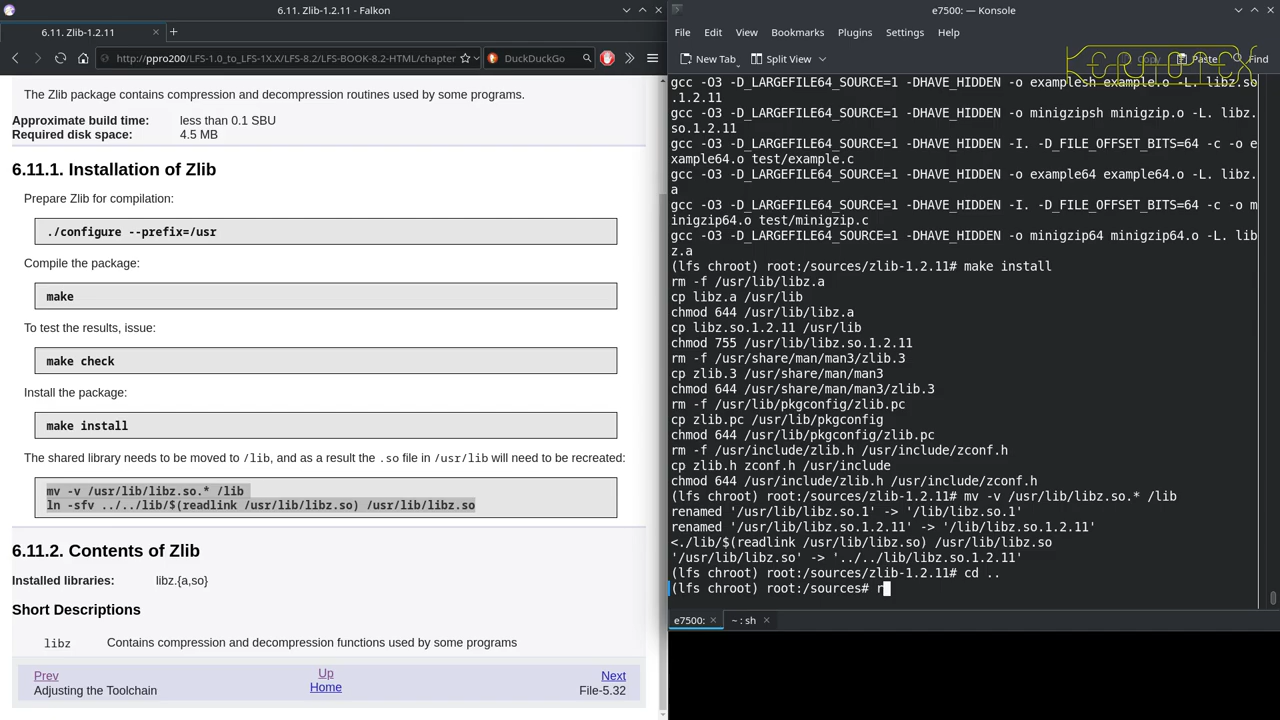 6.11. Zlib-1.2.11 - Falkon
6.11. Zlib-1.2.11
http://ppro200/LFS-1.0_to_LFS-1X.X/LFS-8.2/LFS-BOOK-8.2-HTML/chapter
DuckDuckGo
The Zlib package contains compression and decompression routines used by some programs.
Approximate build time: less than 0.1 SBU
Required disk space: 4.5 MB
6.11.1. Installation of Zlib
Prepare Zlib for compilation:
./configure --prefix=/usr
Compile the package:
make
To test the results, issue:
make check
Install the package:
make install
The shared library needs to be moved to /lib, and as a result the .so file in /usr/lib will need to be recreated:
mv -v /usr/lib/libz.so.* /lib
ln -sfv ../../lib/$(readlink /usr/lib/libz.so) /usr/lib/libz.so
6.11.2. Contents of Zlib
Installed libraries: libz.{a,so}
Short Descriptions
libz Contains compression and decompression functions used by some programs
Prev Up Next
Adjusting the Toolchain Home File-5.32
e7500: — Konsole
File Edit View Bookmarks Plugins Settings Help
New Tab Split View Copy Paste Find
KERNOTEX
gcc -O3 -D_LARGEFILE64_SOURCE=1 -DHAVE_HIDDEN -o examplesh example.o -L. libz.so
.1.2.11
gcc -O3 -D_LARGEFILE64_SOURCE=1 -DHAVE_HIDDEN -o minigzipsh minigzip.o -L. libz.
so.1.2.11
gcc -O3 -D_LARGEFILE64_SOURCE=1 -DHAVE_HIDDEN -I. -D_FILE_OFFSET_BITS=64 -c -o e
xample64.o test/example.c
gcc -O3 -D_LARGEFILE64_SOURCE=1 -DHAVE_HIDDEN -o example64 example64.o -L. libz.
a
gcc -O3 -D_LARGEFILE64_SOURCE=1 -DHAVE_HIDDEN -I. -D_FILE_OFFSET_BITS=64 -c -o m
inigzip64.o test/minigzip.c
gcc -O3 -D_LARGEFILE64_SOURCE=1 -DHAVE_HIDDEN -o minigzip64 minigzip64.o -L. lib
z.a
(lfs chroot) root:/sources/zlib-1.2.11# make install
rm -f /usr/lib/libz.a
cp libz.a /usr/lib
chmod 644 /usr/lib/libz.a
cp libz.so.1.2.11 /usr/lib
chmod 755 /usr/lib/libz.so.1.2.11
rm -f /usr/share/man/man3/zlib.3
cp zlib.3 /usr/share/man/man3
chmod 644 /usr/share/man/man3/zlib.3
rm -f /usr/lib/pkgconfig/zlib.pc
cp zlib.pc /usr/lib/pkgconfig
chmod 644 /usr/lib/pkgconfig/zlib.pc
rm -f /usr/include/zlib.h /usr/include/zconf.h
cp zlib.h zconf.h /usr/include
chmod 644 /usr/include/zlib.h /usr/include/zconf.h
(lfs chroot) root:/sources/zlib-1.2.11# mv -v /usr/lib/libz.so.* /lib
renamed '/usr/lib/libz.so.1' -> '/lib/libz.so.1'
renamed '/usr/lib/libz.so.1.2.11' -> '/lib/libz.so.1.2.11'
<./lib/$(readlink /usr/lib/libz.so) /usr/lib/libz.so
'/usr/lib/libz.so' -> '../../lib/libz.so.1.2.11'
(lfs chroot) root:/sources/zlib-1.2.11# cd ..
(lfs chroot) root:/sources# r
e7500: ~ : sh